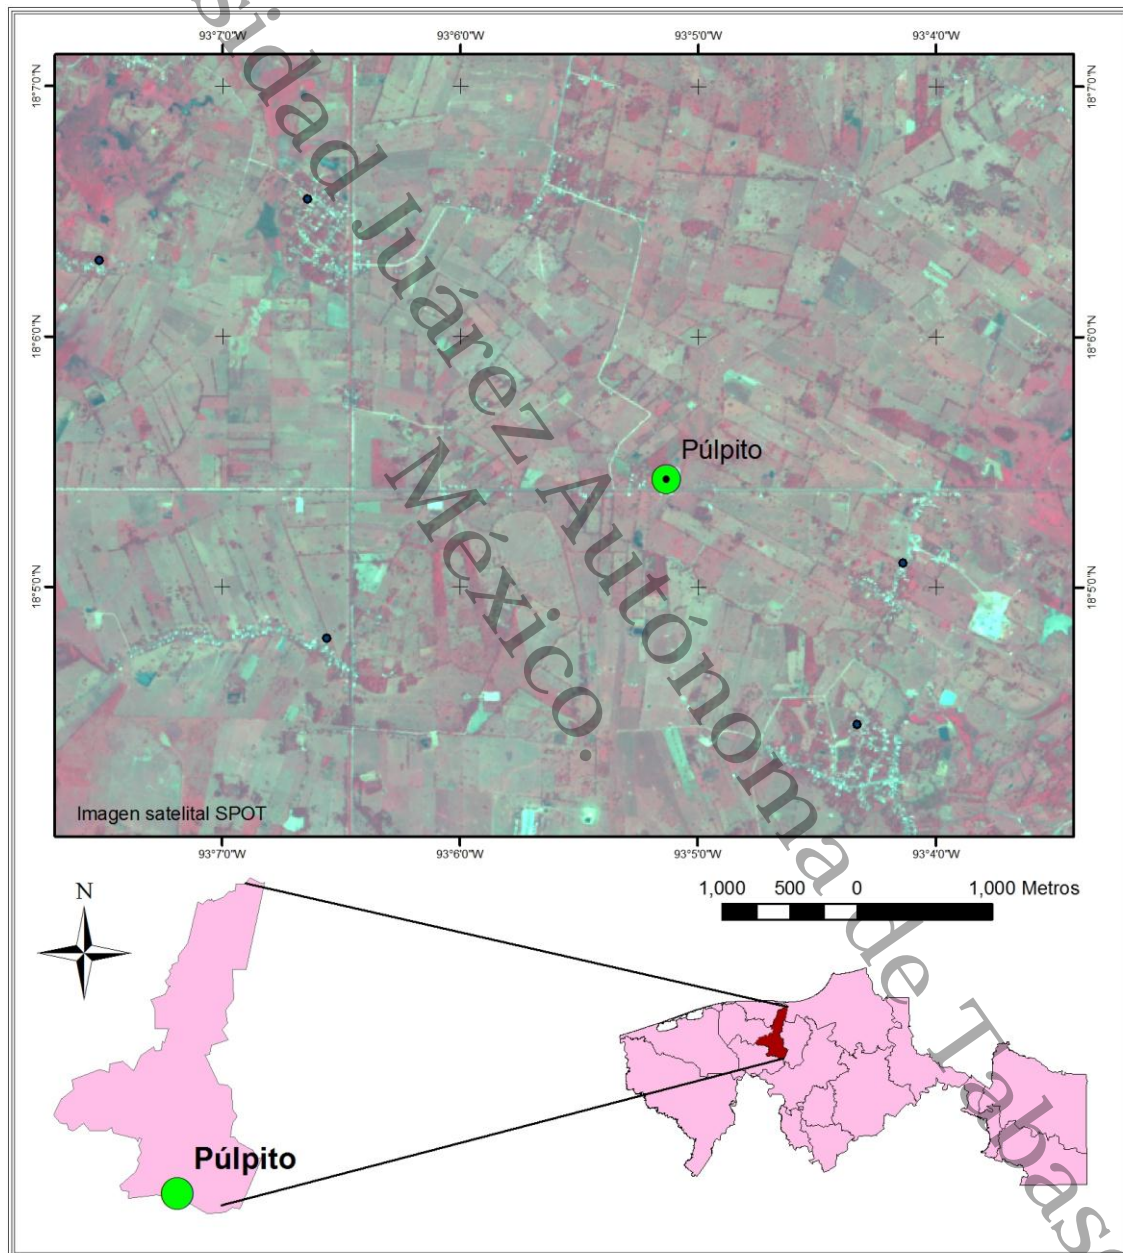 93°7'0"W 93°6'0"W 93°5'0"W 93°4'0"W
18°7'0"N 18°7'0"N
18°6'0"N 18°6'0"N
Púlpito
18°5'0"N 18°5'0"N
Imagen satelital SPOT
93°7'0"W 93°6'0"W 93°5'0"W 93°4'0"W
N
1,000 500 0 1,000 Metros
Púlpito
sidad Juárez Autónoma de Tabasc
México.